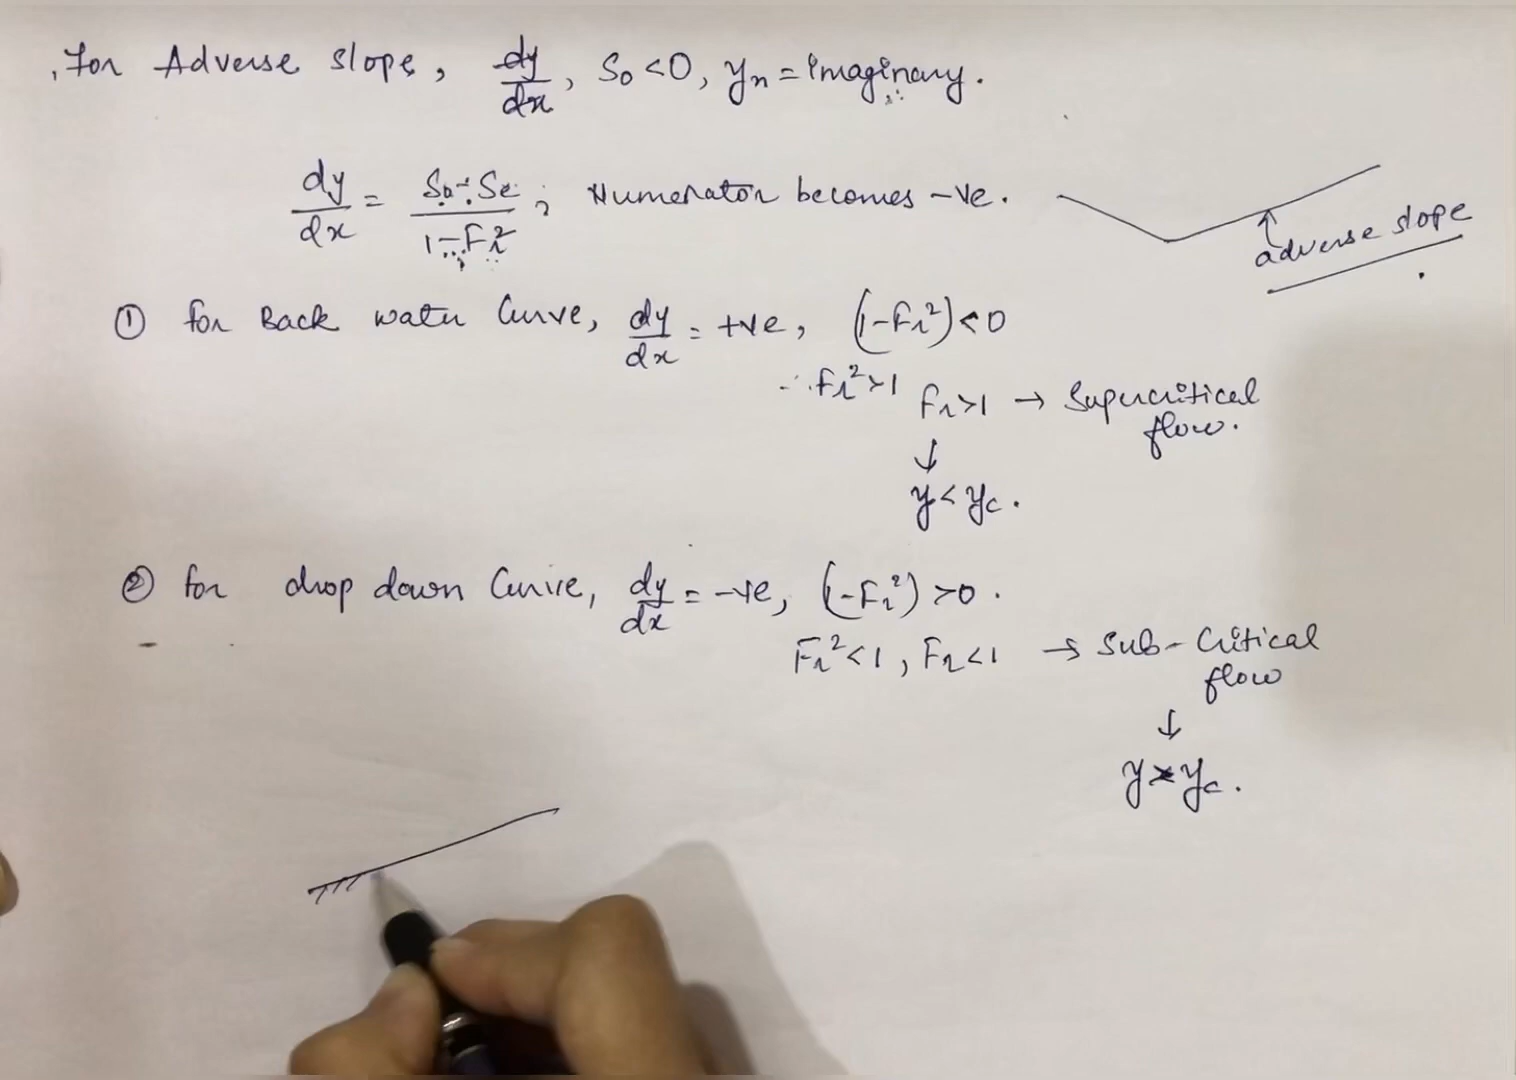 For Adverse slope, dy/dx, S₀<0, yₙ = imaginary.
dy/dx = S₀-Se/1-Fr² ; Numerator becomes -ve.
adverse slope
① For Back water Curve, dy/dx = +ve, (1-Fr²)<0
∴ Fr²>1 Fr>1 → Supercritical
flow.
↓
y<yc.
② For drop down Curve, dy/dx = -ve, (1-Fr²)>0.
Fr²<1, Fr<1 → Sub-Critical
flow
↓
y>yc.